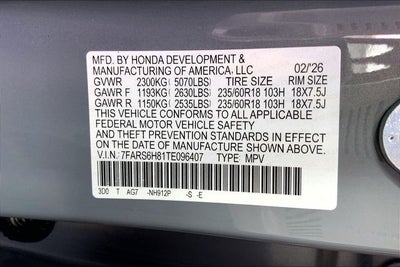 MFD. BY HONDA DEVELOPMENT &
MANUFACTURING OF AMERICA, LLC 02/'26
GVWR 2300KG ( 5070LBS) TIRE SIZE RIM SIZE
GAWR F 1193KG ( 2630LBS) 235/60R18 103H 18X7.5J
GAWR R 1150KG ( 2535LBS) 235/60R18 103H 18X7.5J
THIS VEHICLE CONFORMS TO ALL APPLICABLE
FEDERAL MOTOR VEHICLE SAFETY
AND THEFT PREVENTION STANDARDS IN EFFECT
ON THE DATE OF MANUFACTURE SHOWN ABOVE.
V.I.N. 7FARS6H81TE096407 TYPE: MPV
3D0 T AG7 -NH912P -S -E